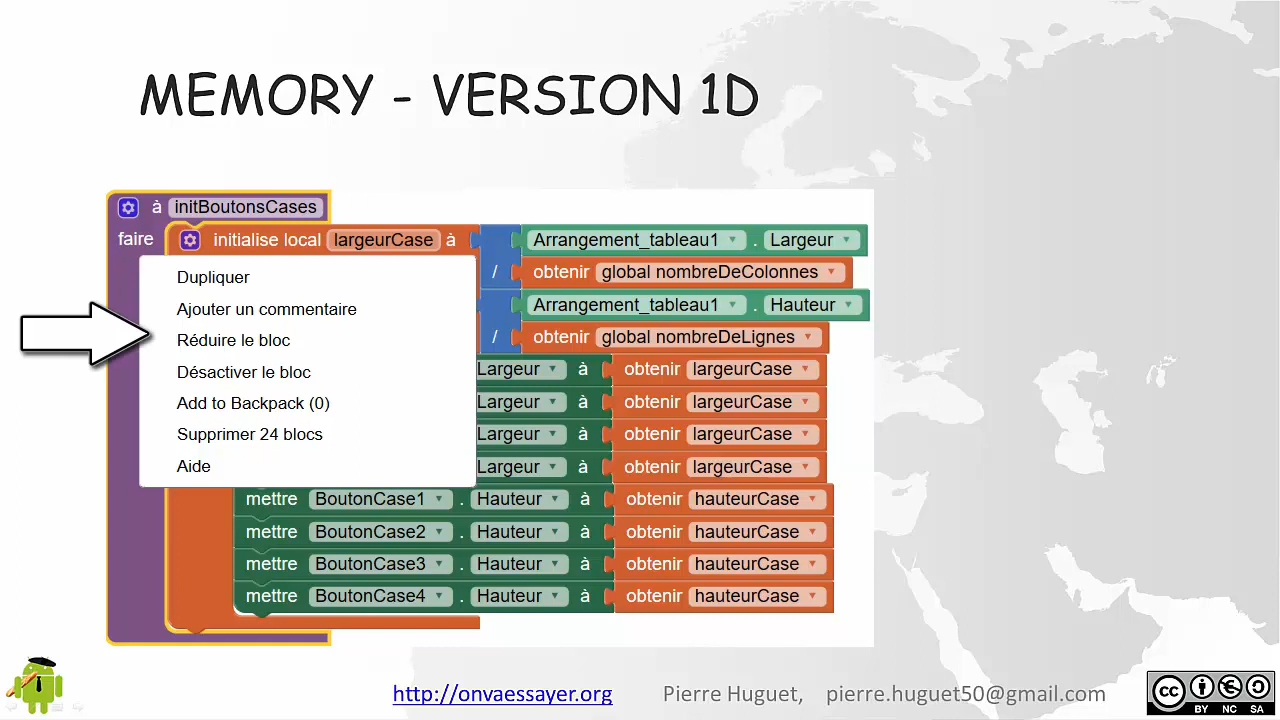 MEMORY - VERSION 1D
à initBoutonsCases
faire initialise local largeurCase à Arrangement_tableau1 . Largeur
/ obtenir global nombreDeColonnes
Arrangement_tableau1 . Hauteur
/ obtenir global nombreDeLignes
Dupliquer
Ajouter un commentaire
Réduire le bloc
Désactiver le bloc
Add to Backpack (0)
Supprimer 24 blocs
Aide
Largeur à obtenir largeurCase
Largeur à obtenir largeurCase
Largeur à obtenir largeurCase
Largeur à obtenir largeurCase
mettre BoutonCase1 . Hauteur à obtenir hauteurCase
mettre BoutonCase2 . Hauteur à obtenir hauteurCase
mettre BoutonCase3 . Hauteur à obtenir hauteurCase
mettre BoutonCase4 . Hauteur à obtenir hauteurCase
http://onvaessayer.org Pierre Huguet, pierre.huguet50@gmail.com
cc BY NC SA